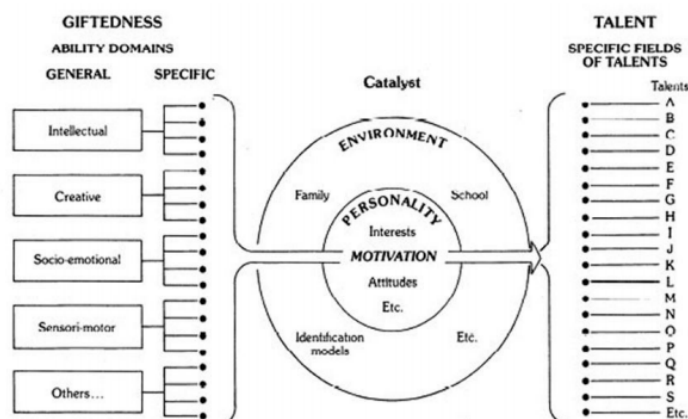 GIFTEDNESS
ABILITY DOMAINS
GENERAL
SPECIFIC
Intellectual
Creative
Socio-emotional
Sensori-motor
Others...
Catalyst
ENVIRONMENT
Family
School
PERSONALITY
Interests
MOTIVATION
Attitudes
Etc.
Identification
models
Etc.
TALENT
SPECIFIC FIELDS
OF TALENTS
Talents
A
B
C
D
E
F
G
H
I
J
K
L
M
N
O
P
Q
R
S
Etc.